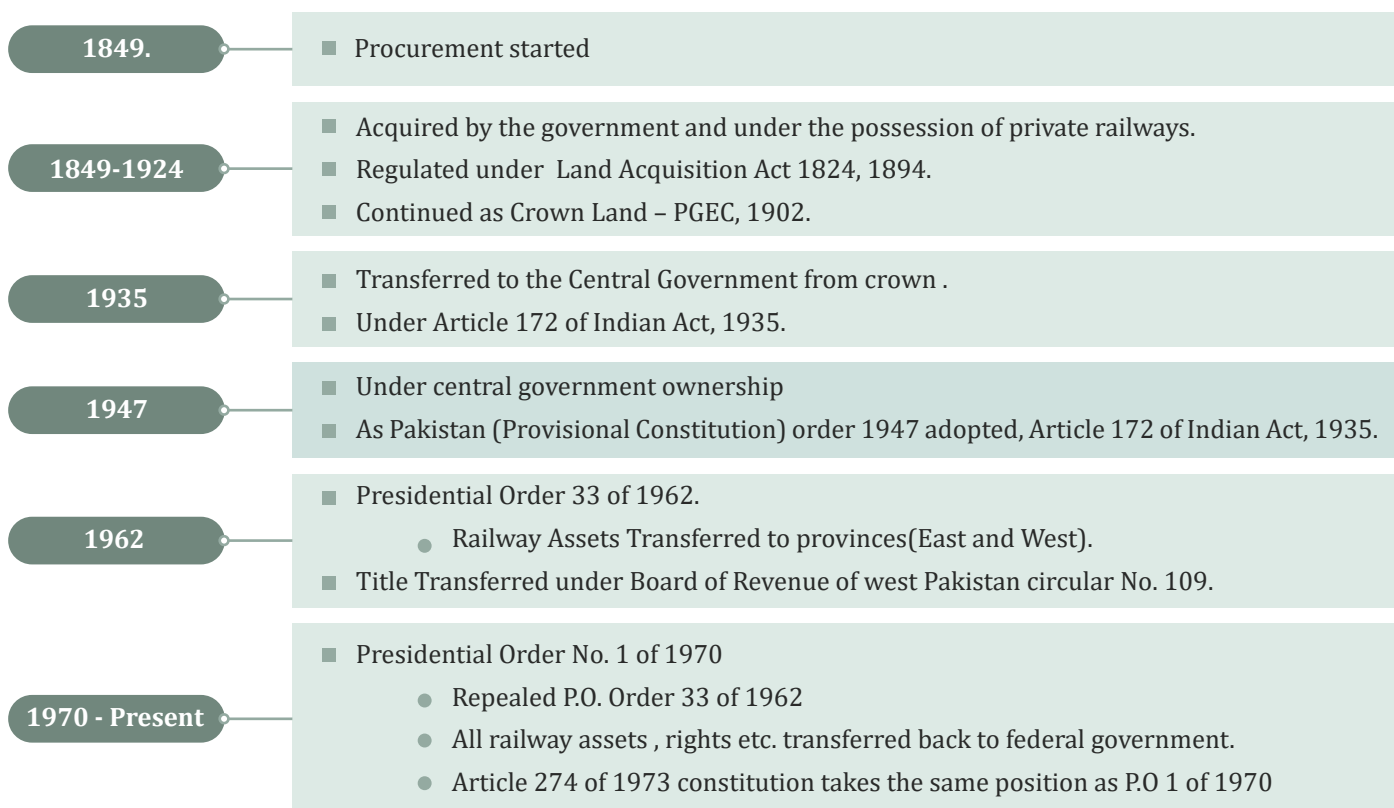 1849.
Procurement started
1849-1924
Acquired by the government and under the possession of private railways.
Regulated under Land Acquisition Act 1824, 1894.
Continued as Crown Land – PGEC, 1902.
1935
Transferred to the Central Government from crown .
Under Article 172 of Indian Act, 1935.
1947
Under central government ownership
As Pakistan (Provisional Constitution) order 1947 adopted, Article 172 of Indian Act, 1935.
1962
Presidential Order 33 of 1962.
Railway Assets Transferred to provinces(East and West).
Title Transferred under Board of Revenue of west Pakistan circular No. 109.
1970 - Present
Presidential Order No. 1 of 1970
Repealed P.O. Order 33 of 1962
All railway assets , rights etc. transferred back to federal government.
Article 274 of 1973 constitution takes the same position as P.O 1 of 1970